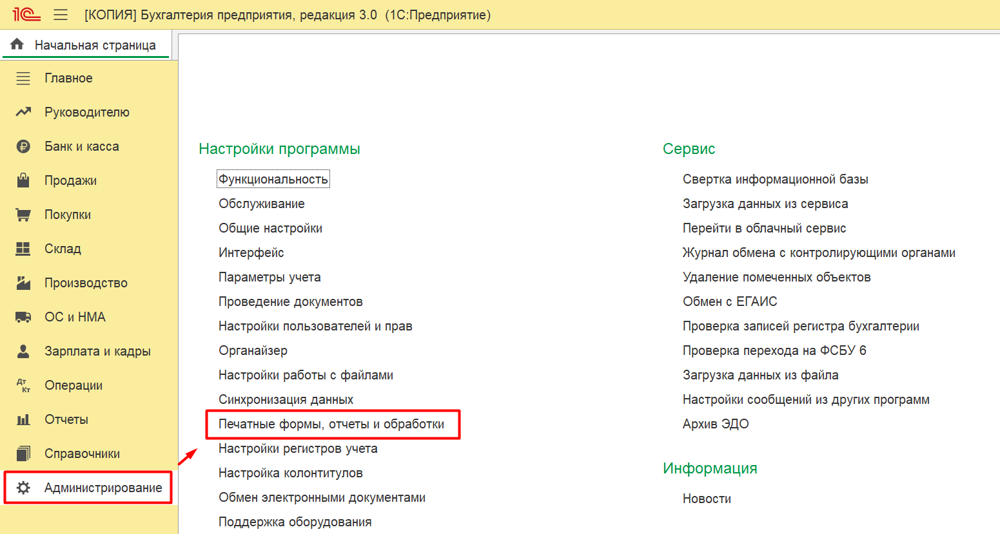 1С [КОПИЯ] Бухгалтерия предприятия, редакция 3.0 (1С:Предприятие)
Начальная страница
Главное
Руководителю
Банк и касса
Продажи
Покупки
Склад
Производство
ОС и НМА
Зарплата и кадры
Дт
Кт
Операции
Отчеты
Справочники
Администрирование
Настройки программы
Функциональность
Обслуживание
Общие настройки
Интерфейс
Параметры учета
Проведение документов
Настройки пользователей и прав
Органайзер
Настройки работы с файлами
Синхронизация данных
Печатные формы, отчеты и обработки
Настройки регистров учета
Настройка колонтитулов
Обмен электронными документами
Поддержка оборудования
Сервис
Свертка информационной базы
Загрузка данных из сервиса
Перейти в облачный сервис
Журнал обмена с контролирующими органами
Удаление помеченных объектов
Обмен с ЕГАИС
Проверка записей регистра бухгалтерии
Проверка перехода на ФСБУ 6
Загрузка данных из файла
Настройки сообщений из других программ
Архив ЭДО
Информация
Новости